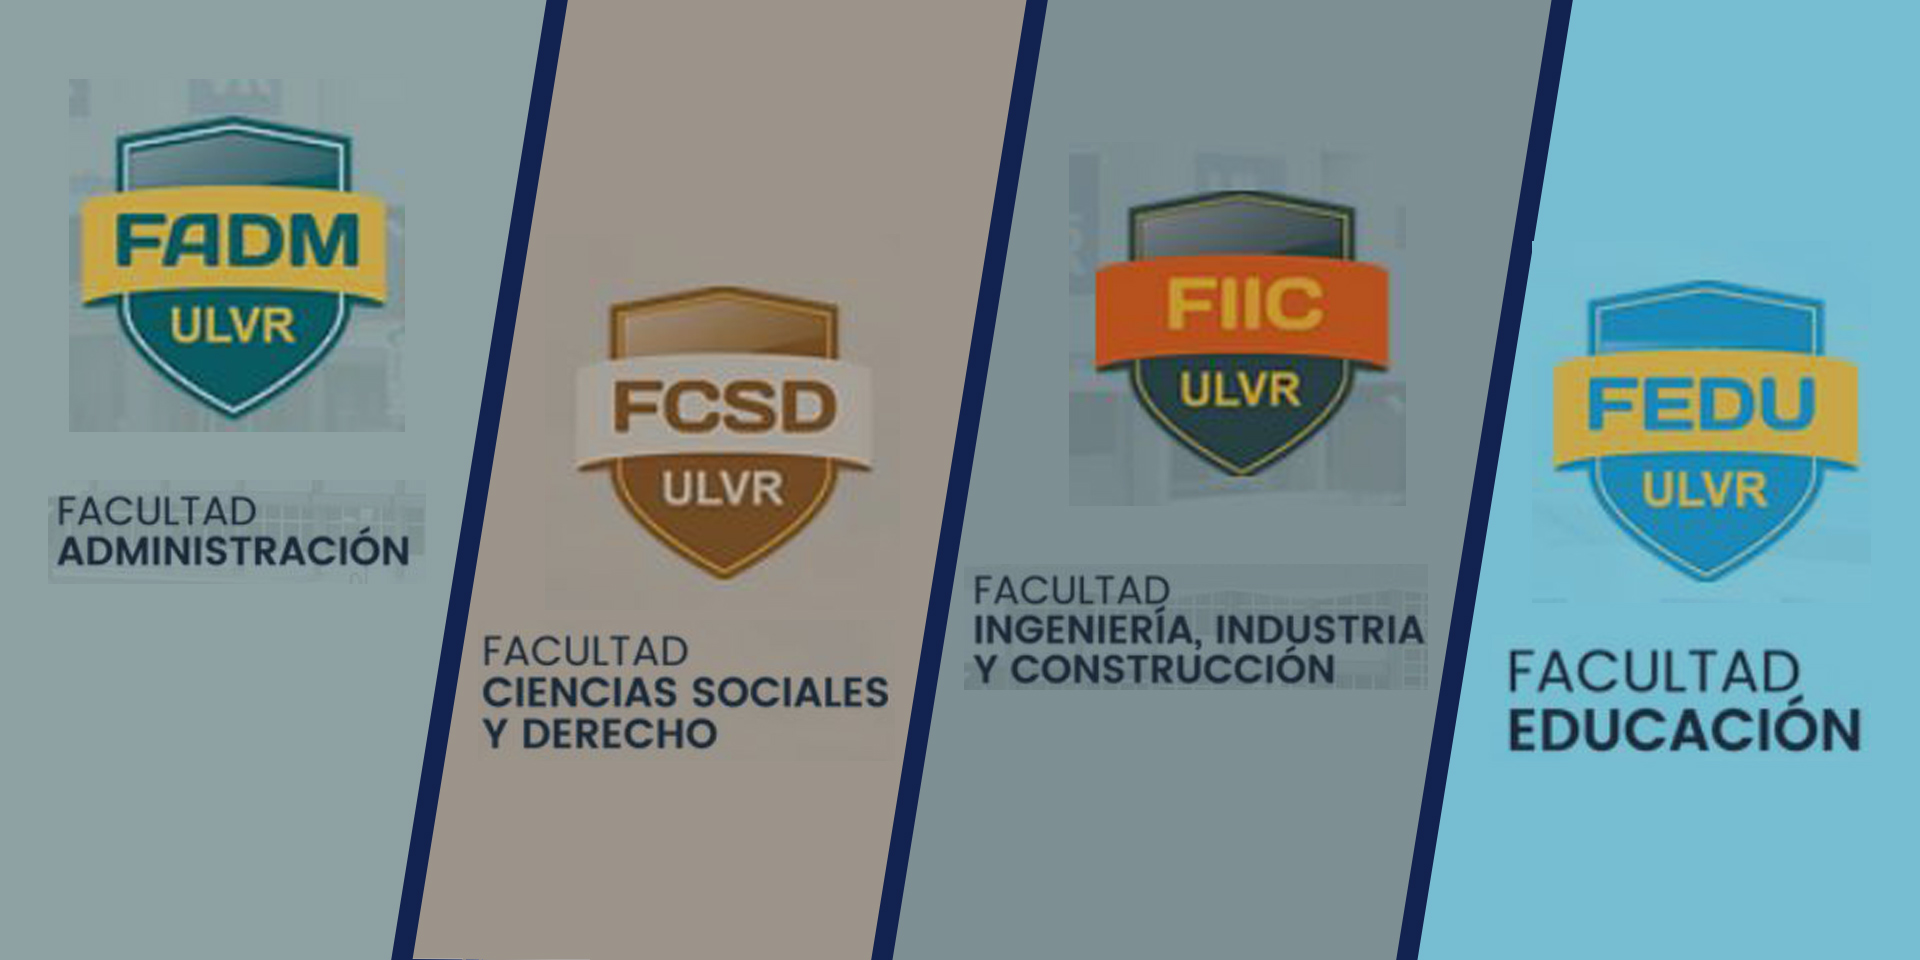 FADM
ULVR
FACULTAD
ADMINISTRACIÓN
FCSD
ULVR
FACULTAD
CIENCIAS SOCIALES
Y DERECHO
FIIC
ULVR
FACULTAD
INGENIERÍA, INDUSTRIA
Y CONSTRUCCIÓN
FEDU
ULVR
FACULTAD
EDUCACIÓN